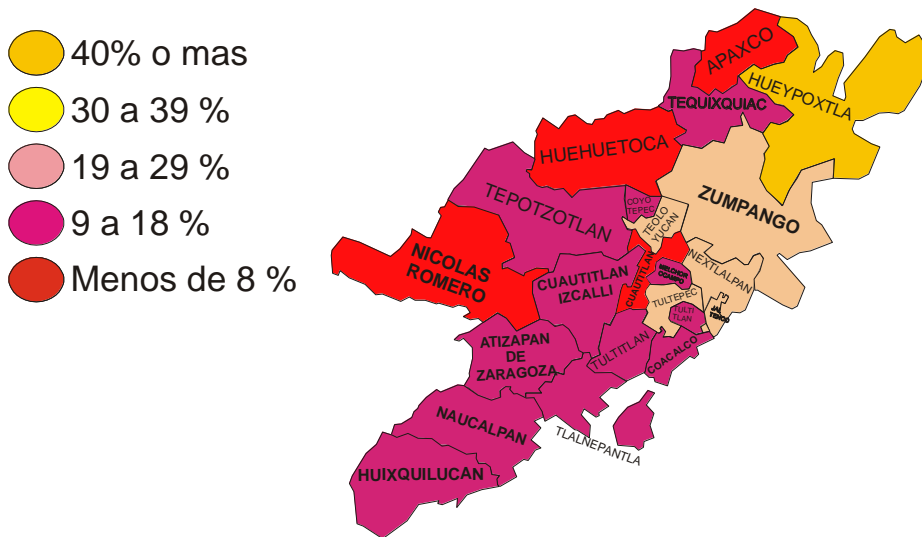 40% o mas
30 a 39 %
19 a 29 %
9 a 18 %
Menos de 8 %
APAXCO
HUEYPOXTLA
TEQUIXQUIAC
HUEHUETOCA
ZUMPANGO
TEPOTZOTLAN
COYO
TEPEC
TEOLO
YUCAN
NICOLAS
ROMERO
CUAUTITLAN
IZCALLI
CUAUTITLAN
MELCHOR
OCAMPO
NEXTLALPAN
TULTEPEC
JAL
TENCO
TULTI
TLAN
TULTITLAN
COACALCO
ATIZAPAN
DE
ZARAGOZA
NAUCALPAN
TLALNEPANTLA
HUIXQUILUCAN